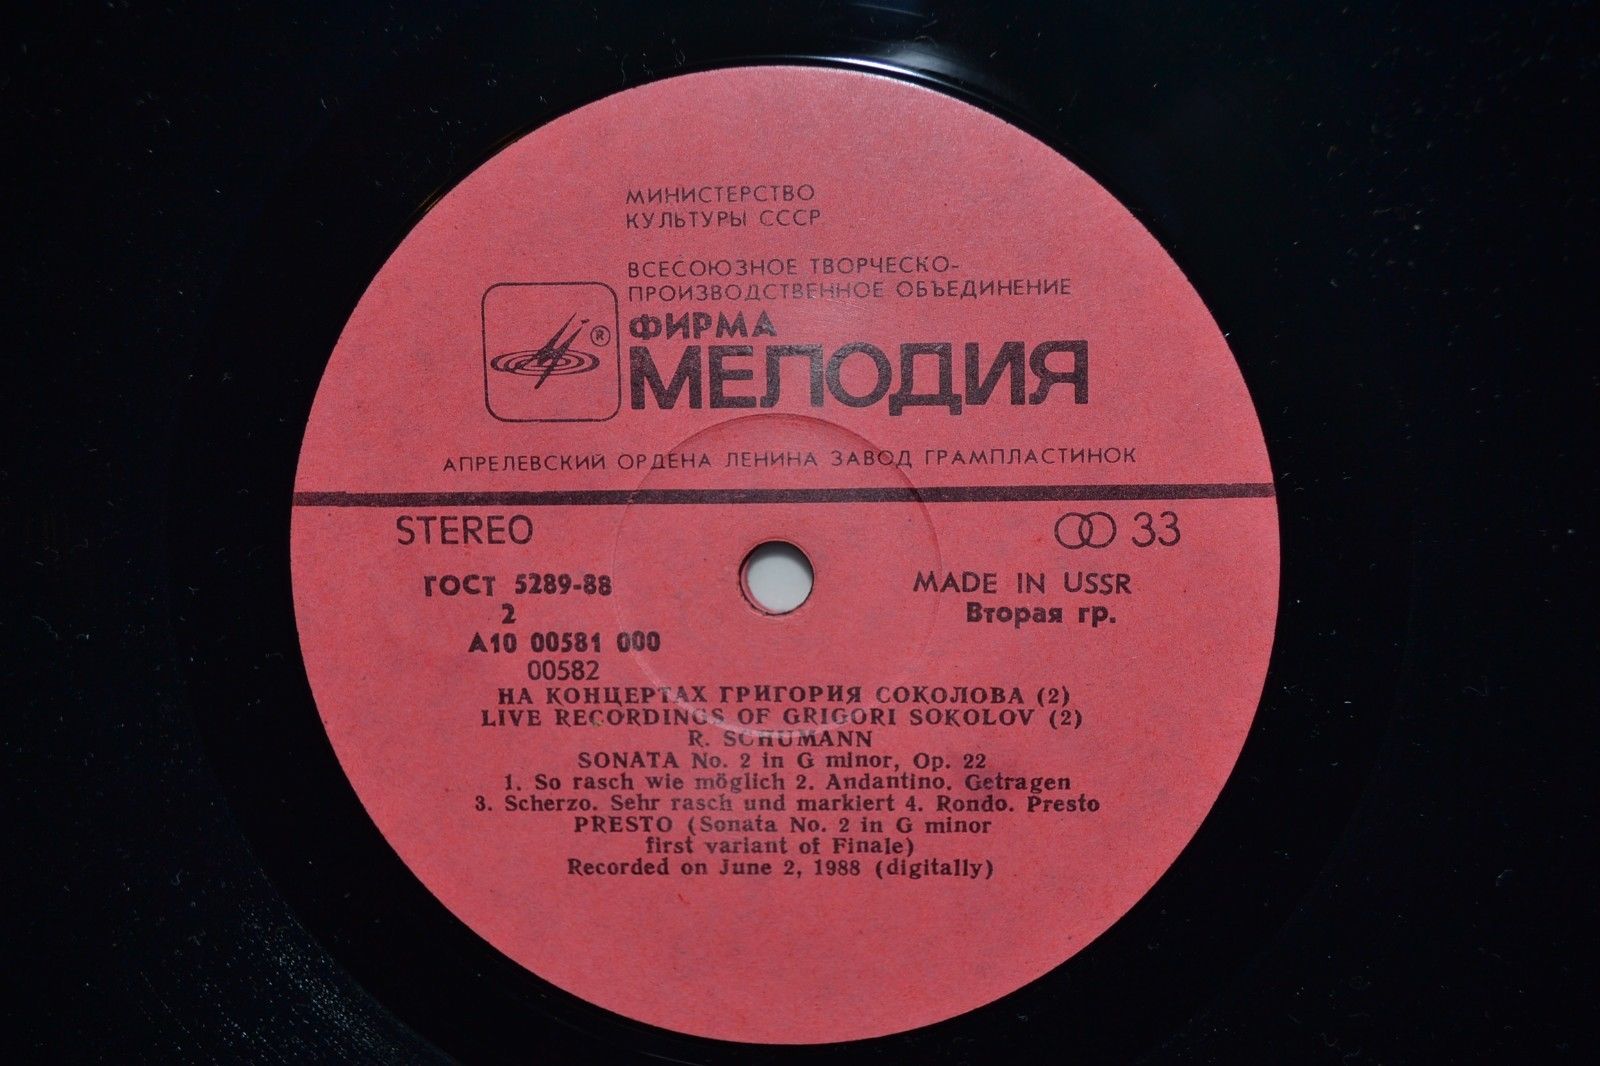 МИНИСТЕРСТВО
КУЛЬТУРЫ СССР
ВСЕСОЮЗНОЕ ТВОРЧЕСКО-
ПРОИЗВОДСТВЕННОЕ ОБЪЕДИНЕНИЕ
ФИРМА
®
МЕЛОДИЯ
АПРЕЛЕВСКИЙ ОРДЕНА ЛЕНИНА ЗАВОД ГРАМПЛАСТИНОК
STEREO 33
ГОСТ 5289-88 MADE IN USSR
2 Вторая гр.
А10 00581 000
00582
НА КОНЦЕРТАХ ГРИГОРИЯ СОКОЛОВА (2)
LIVE RECORDINGS OF GRIGORI SOKOLOV (2)
R. SCHUMANN
SONATA No. 2 in G minor, Op. 22
1. So rasch wie möglich 2. Andantino. Getragen
3. Scherzo. Sehr rasch und markiert 4. Rondo. Presto
PRESTO (Sonata No. 2 in G minor
first variant of Finale)
Recorded on June 2, 1988 (digitally)